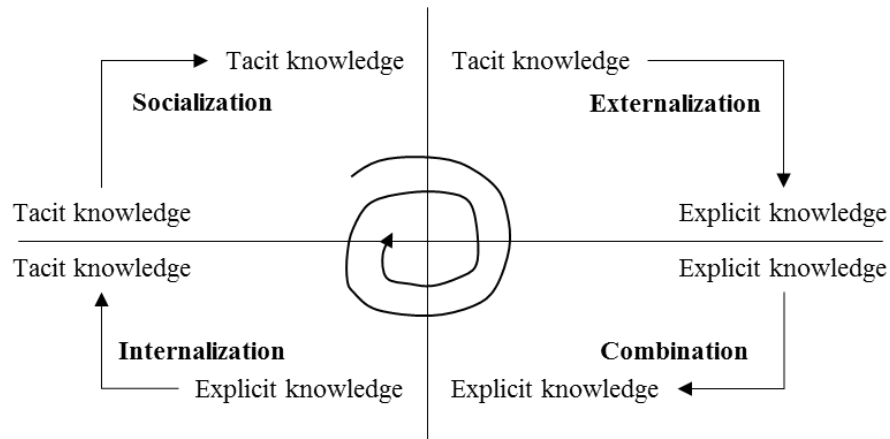 Tacit knowledge
Socialization
Tacit knowledge
Tacit knowledge
Externalization
Explicit knowledge
Tacit knowledge
Internalization
Explicit knowledge
Explicit knowledge
Combination
Explicit knowledge